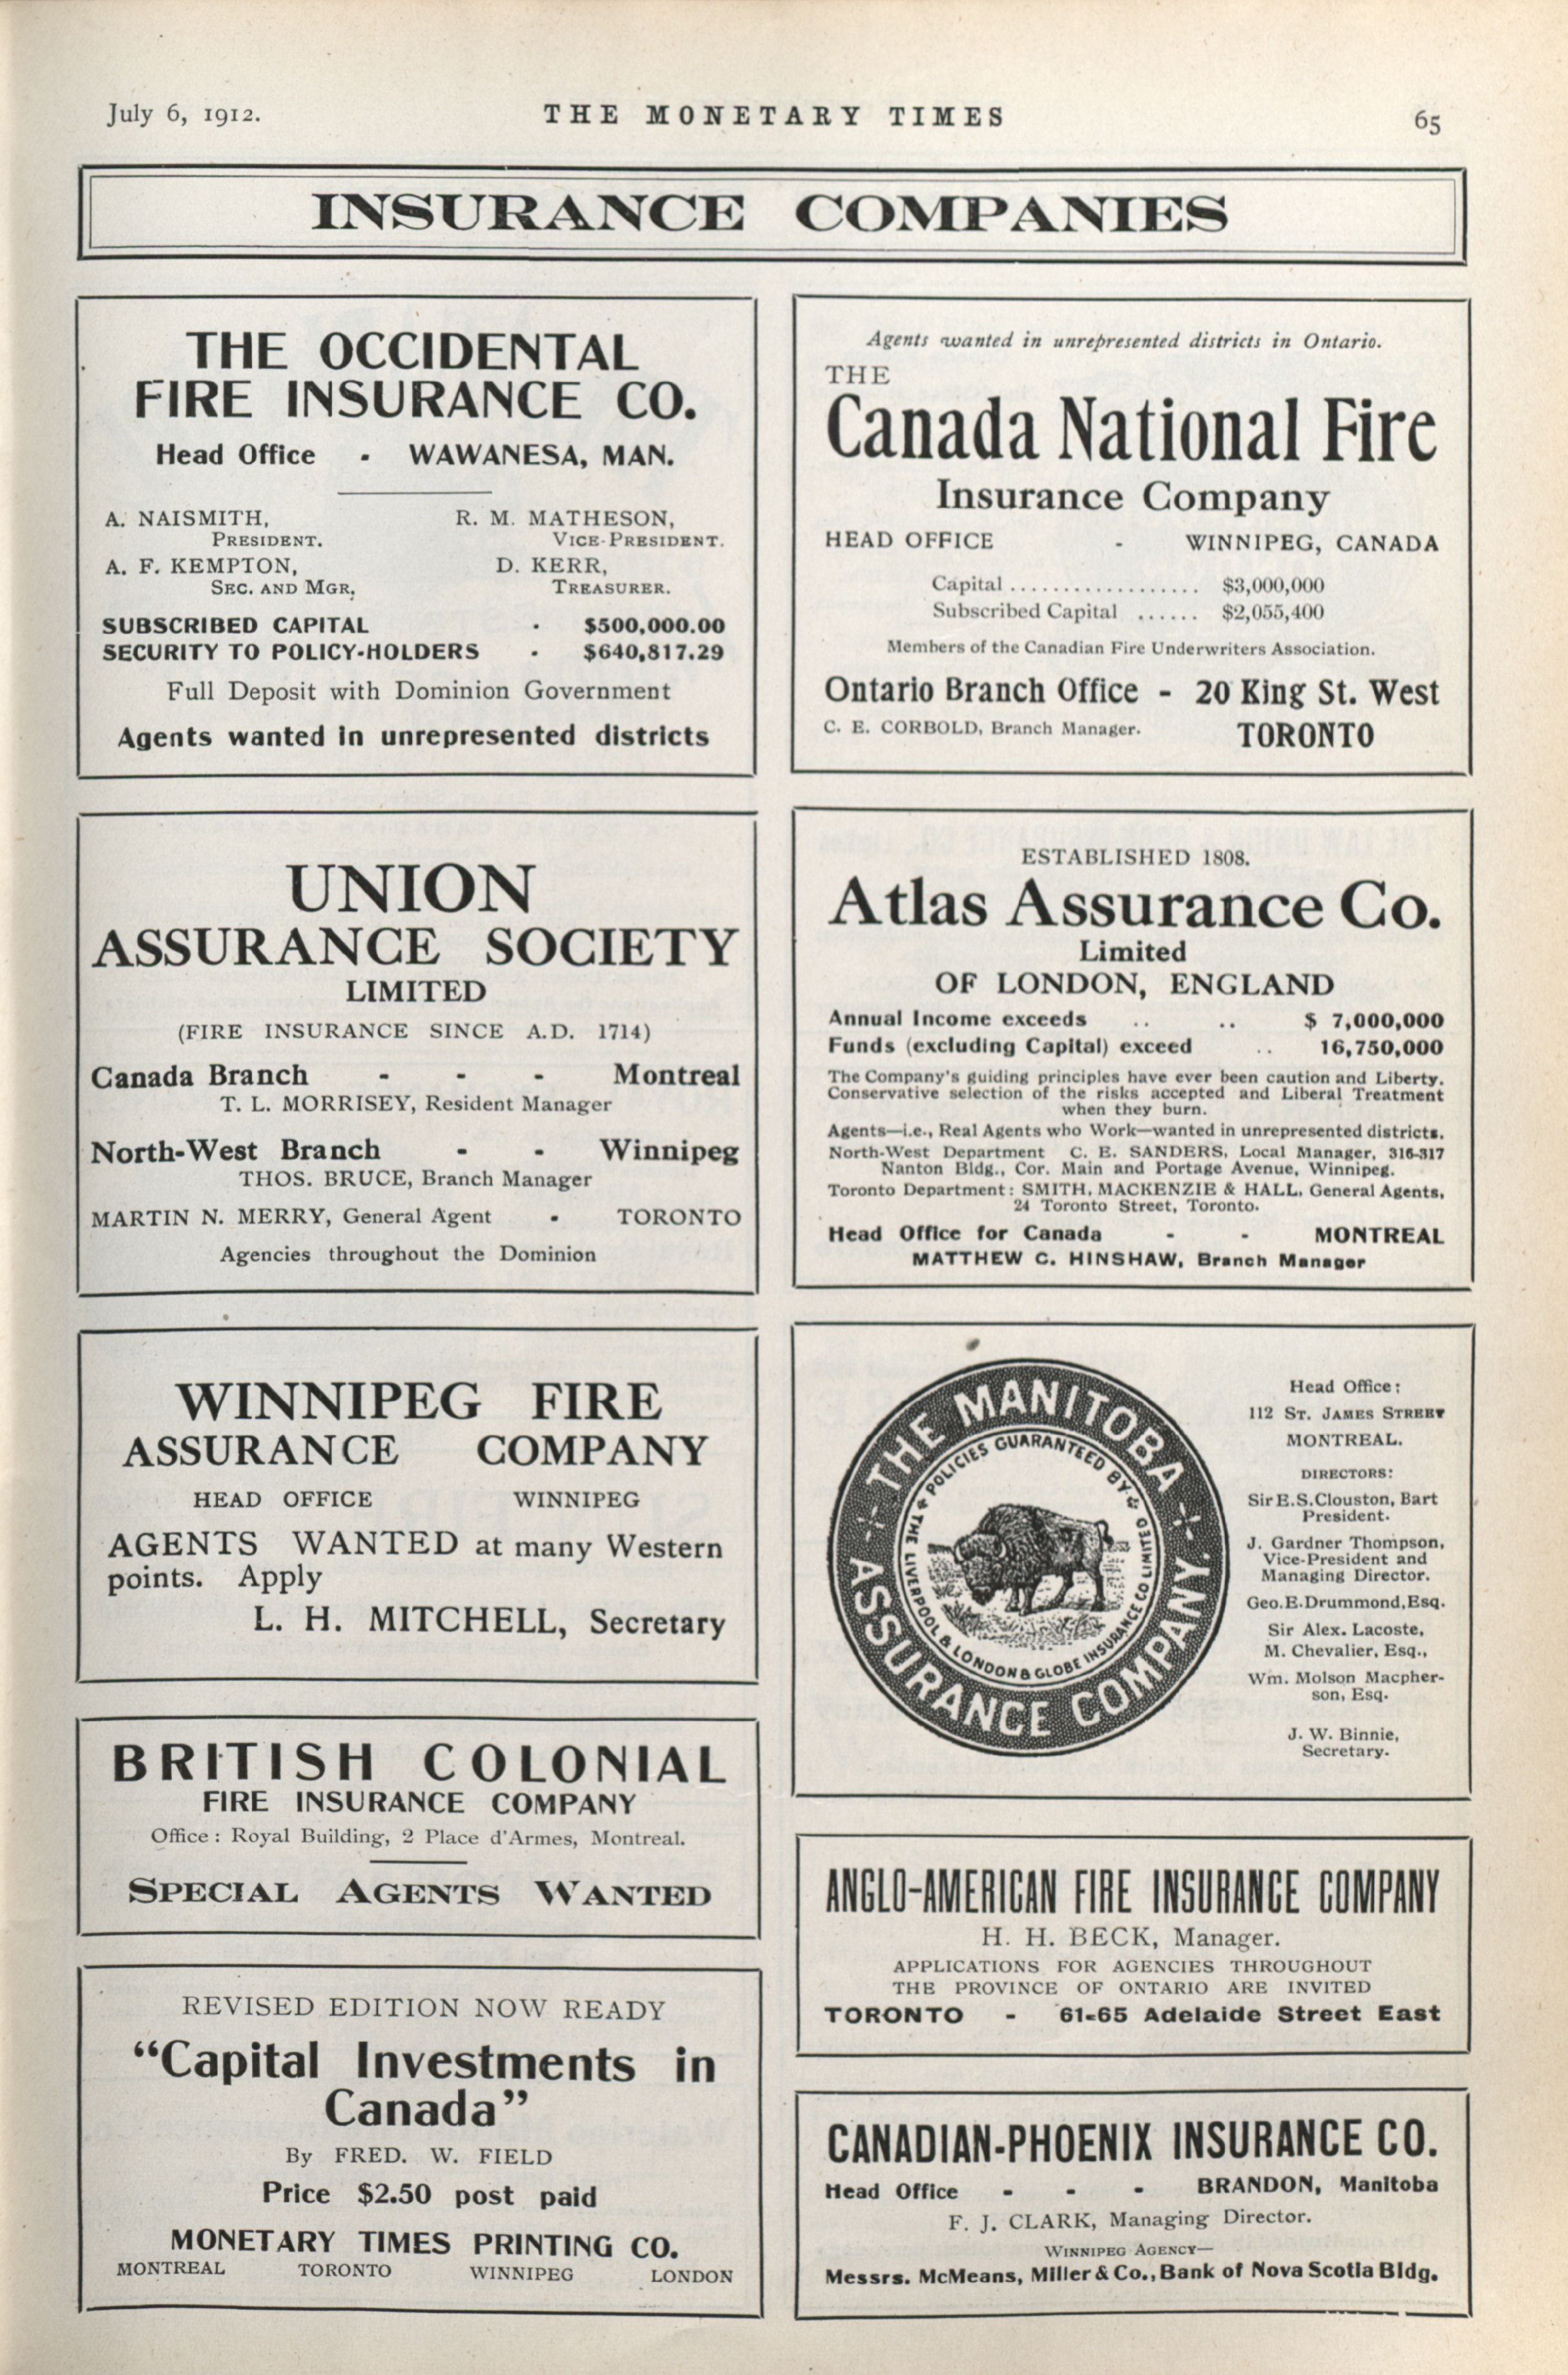 July 6, 1912.
THE MONETARY TIMES
65
INSURANCE COMPANIES
THE OCCIDENTAL
FIRE INSURANCE CO.
Head Office - WAWANESA, MAN.
A. NAISMITH, R. M. MATHESON,
PRESIDENT. VICE-PRESIDENT.
A. F. KEMPTON, D. KERR,
SEC. AND MGR, TREASURER.
SUBSCRIBED CAPITAL - $500,000.00
SECURITY TO POLICY-HOLDERS - $640,817.29
Full Deposit with Dominion Government
Agents wanted in unrepresented districts
UNION
ASSURANCE SOCIETY
LIMITED
(FIRE INSURANCE SINCE A.D. 1714)
Canada Branch - - - Montreal
T. L. MORRISEY, Resident Manager
North-West Branch - - Winnipeg
THOS. BRUCE, Branch Manager
MARTIN N. MERRY, General Agent - TORONTO
Agencies throughout the Dominion
WINNIPEG FIRE
ASSURANCE COMPANY
HEAD OFFICE WINNIPEG
AGENTS WANTED at many Western
points. Apply
L. H. MITCHELL, Secretary
BRITISH COLONIAL
FIRE INSURANCE COMPANY
Office : Royal Building, 2 Place d'Armes, Montreal.
SPECIAL AGENTS WANTED
REVISED EDITION NOW READY
“Capital Investments in
Canada”
By FRED. W. FIELD
Price $2.50 post paid
MONETARY TIMES PRINTING CO.
MONTREAL TORONTO WINNIPEG LONDON
Agents wanted in unrepresented districts in Ontario.
THE
Canada National Fire
Insurance Company
HEAD OFFICE - WINNIPEG, CANADA
Capital .................. $3,000,000
Subscribed Capital ...... $2,055,400
Members of the Canadian Fire Underwriters Association.
Ontario Branch Office - 20 King St. West
C. E. CORBOLD, Branch Manager. TORONTO
ESTABLISHED 1808.
Atlas Assurance Co.
Limited
OF LONDON, ENGLAND
Annual Income exceeds .. .. $ 7,000,000
Funds (excluding Capital) exceed .. 16,750,000
The Company's guiding principles have ever been caution and Liberty.
Conservative selection of the risks accepted and Liberal Treatment
when they burn.
Agents—i.e., Real Agents who Work—wanted in unrepresented districts.
North-West Department C. E. SANDERS, Local Manager, 316-317
Nanton Bldg., Cor. Main and Portage Avenue, Winnipeg.
Toronto Department : SMITH, MACKENZIE & HALL, General Agents,
24 Toronto Street, Toronto.
Head Office for Canada - - MONTREAL
MATTHEW C. HINSHAW, Branch Manager
THE MANITOBA
ASSURANCE COMPANY
POLICIES GUARANTEED BY
THE LIVERPOOL & LONDON & GLOBE INSURANCE CO LIMITED
Head Office :
112 ST. JAMES STREET
MONTREAL.
DIRECTORS:
Sir E. S. Clouston, Bart
President.
J. Gardner Thompson,
Vice-President and
Managing Director.
Geo. E. Drummond, Esq.
Sir Alex. Lacoste,
M. Chevalier, Esq.,
Wm. Molson Macpher-
son, Esq.
J. W. Binnie,
Secretary.
ANGLO-AMERICAN FIRE INSURANCE COMPANY
H. H. BECK, Manager.
APPLICATIONS FOR AGENCIES THROUGHOUT
THE PROVINCE OF ONTARIO ARE INVITED
TORONTO - 61-65 Adelaide Street East
CANADIAN-PHOENIX INSURANCE CO.
Head Office - - - BRANDON, Manitoba
F. J. CLARK, Managing Director.
WINNIPEG AGENCY—
Messrs. McMeans, Miller & Co., Bank of Nova Scotia Bldg.